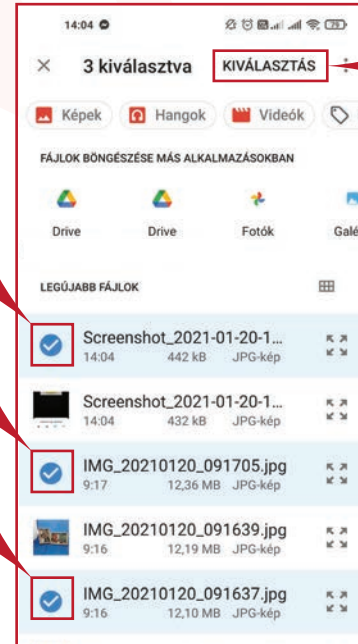 14:04
3 kiválasztva KIVÁLASZTÁS
Képek Hangok Videók
FÁJLOK BÖNGÉSZÉSE MÁS ALKALMAZÁSOKBAN
Drive Drive Fotók Galé
LEGÚJABB FÁJLOK
Screenshot_2021-01-20-1...
14:04 442 kB JPG-kép
Screenshot_2021-01-20-1...
14:04 432 kB JPG-kép
IMG_20210120_091705.jpg
9:17 12,36 MB JPG-kép
IMG_20210120_091639.jpg
9:16 12,19 MB JPG-kép
IMG_20210120_091637.jpg
9:16 12,10 MB JPG-kép